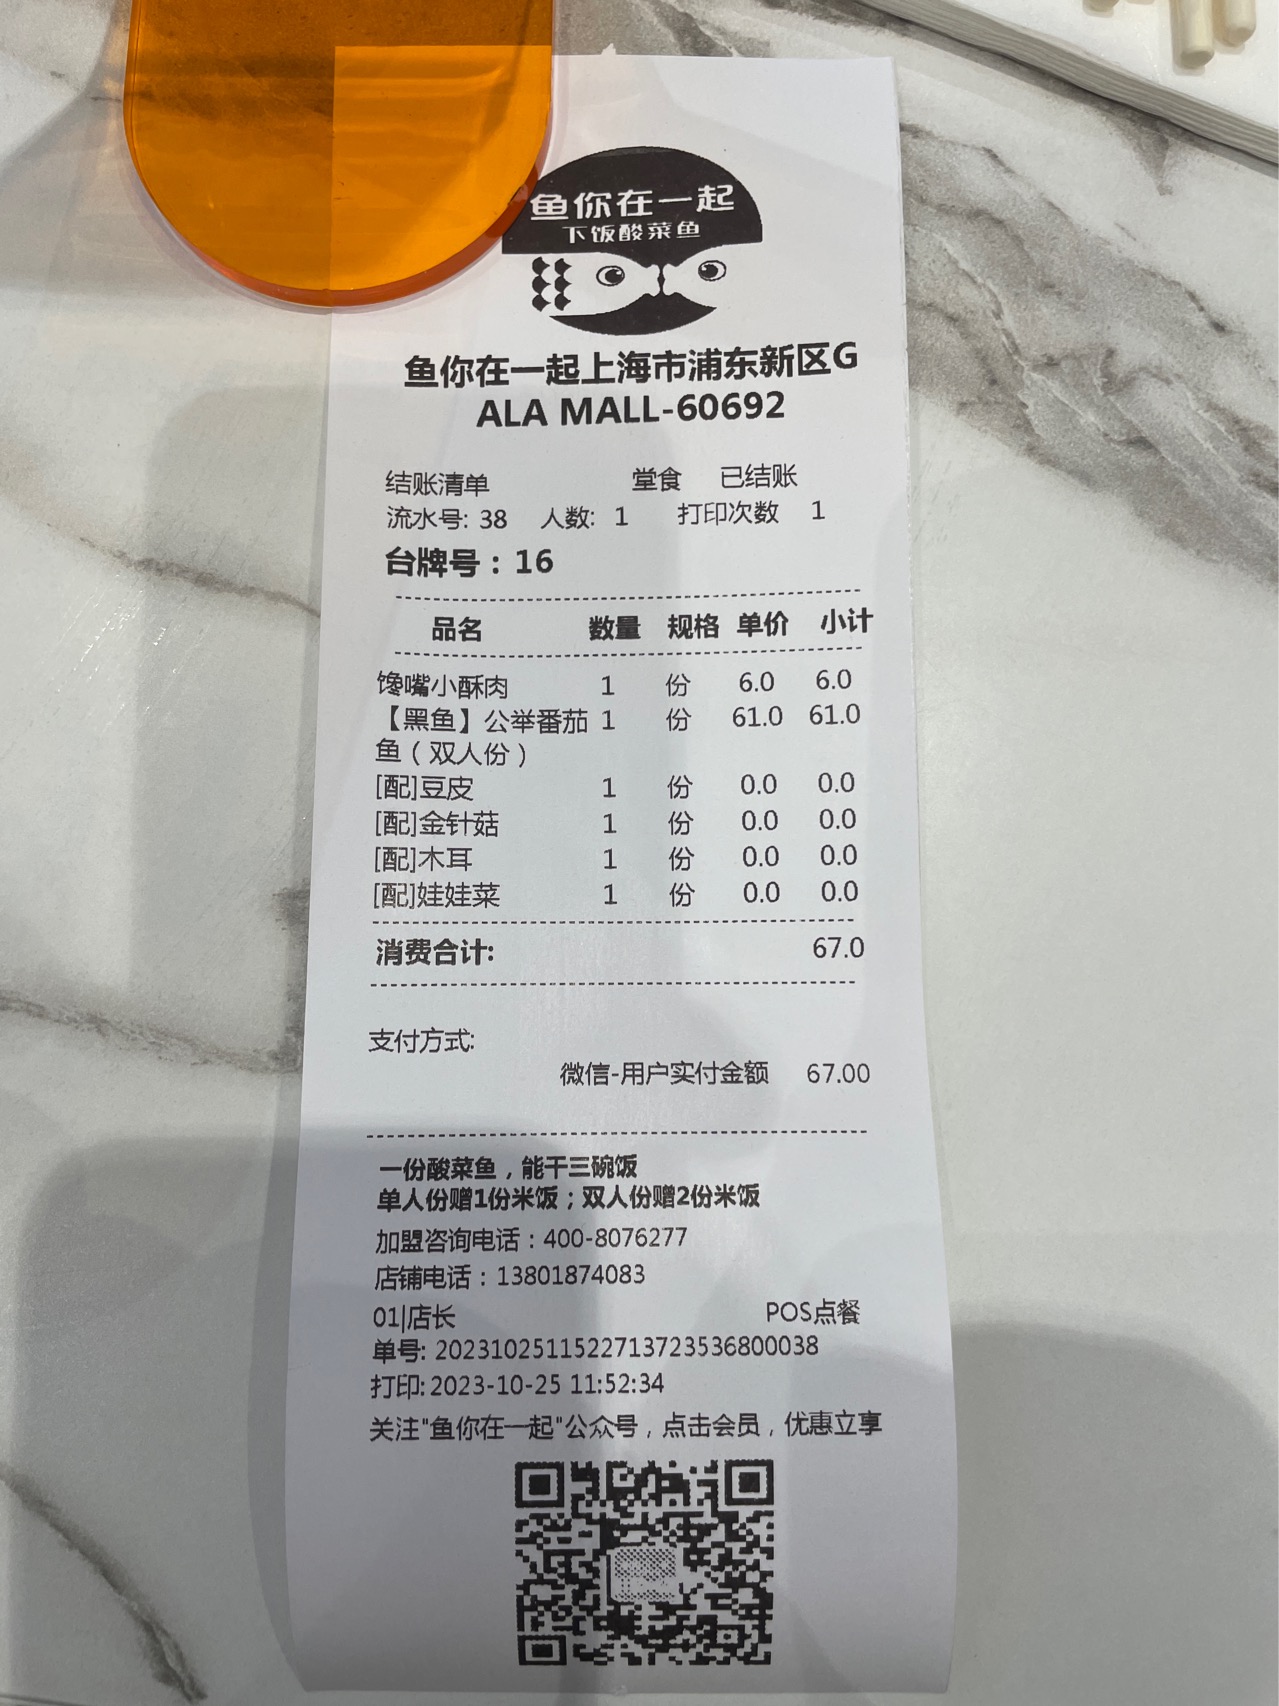 鱼你在一起
下饭酸菜鱼
鱼你在一起上海市浦东新区G
ALA MALL-60692
结账清单 堂食 已结账
流水号: 38 人数: 1 打印次数 1
台牌号：16
品名 数量 规格 单价 小计
馋嘴小酥肉 1 份 6.0 6.0
【黑鱼】公举番茄 1 份 61.0 61.0
鱼（双人份）
[配]豆皮 1 份 0.0 0.0
[配]金针菇 1 份 0.0 0.0
[配]木耳 1 份 0.0 0.0
[配]娃娃菜 1 份 0.0 0.0
消费合计: 67.0
支付方式:
微信-用户实付金额 67.00
一份酸菜鱼，能干三碗饭
单人份赠1份米饭；双人份赠2份米饭
加盟咨询电话：400-8076277
店铺电话：13801874083
01|店长 POS点餐
单号: 2023102511522713723536800038
打印: 2023-10-25 11:52:34
关注"鱼你在一起"公众号，点击会员，优惠立享